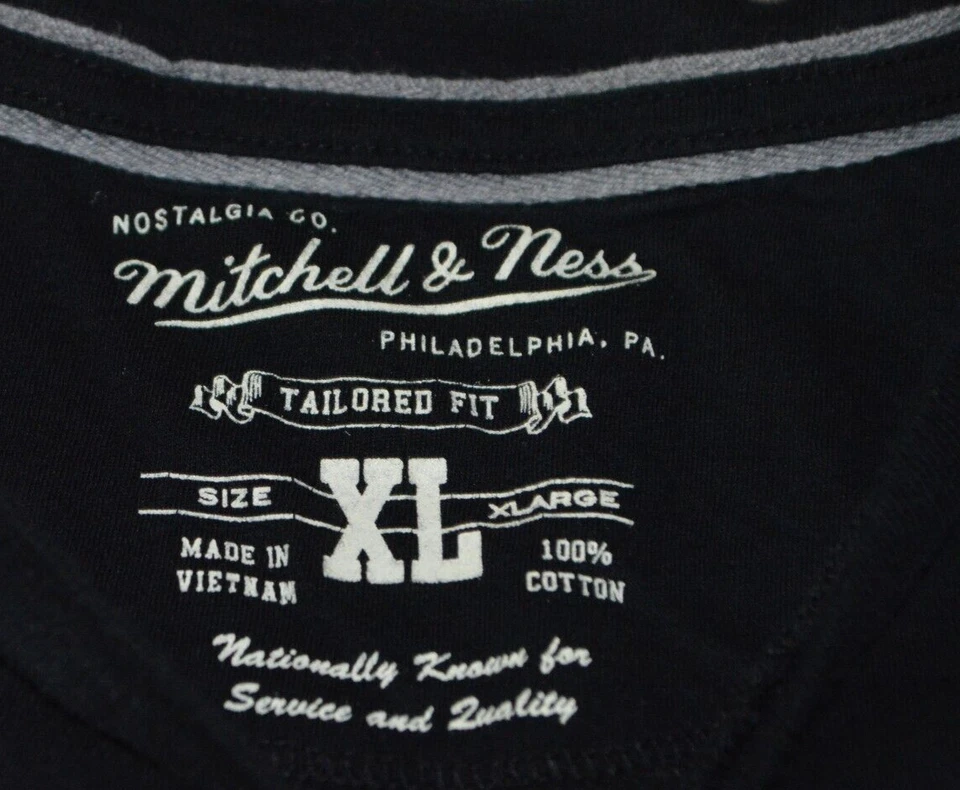 NOSTALGIA CO.
Mitchell & Ness
PHILADELPHIA, PA.
TAILORED FIT
SIZE XL XLARGE
MADE IN
VIETNAM
100%
COTTON
Nationally Known for
Service and Quality